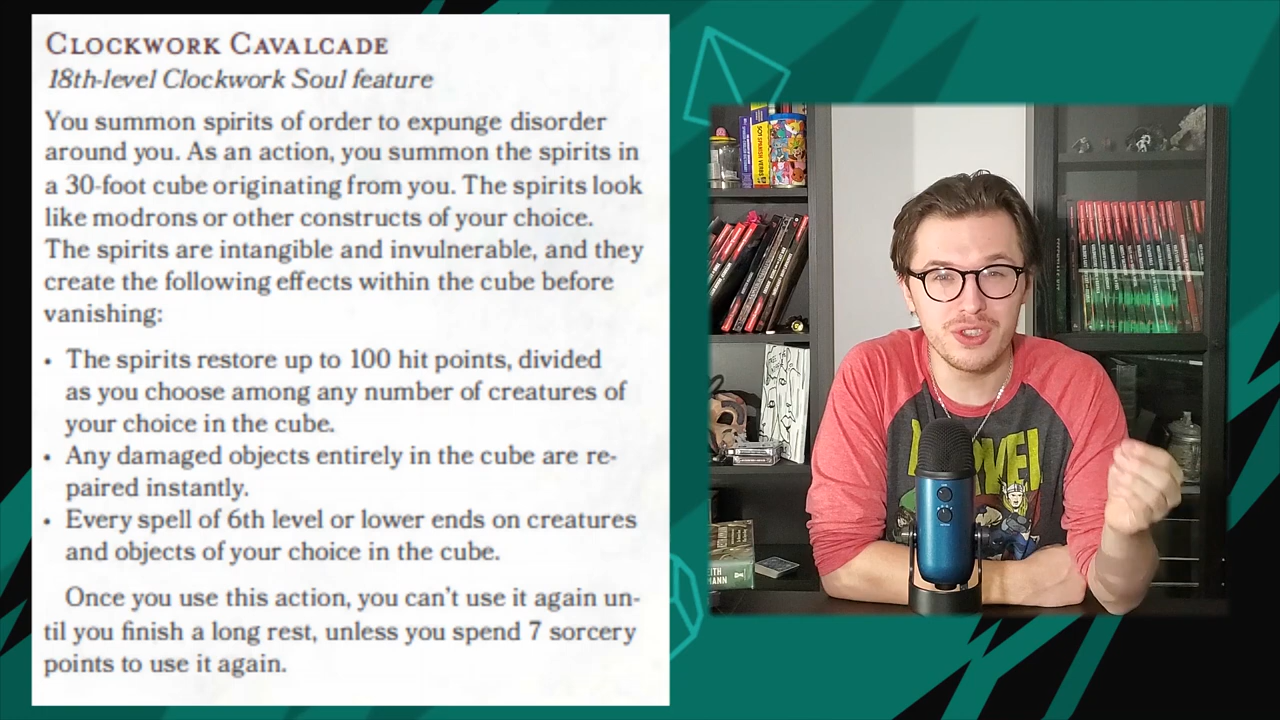 CLOCKWORK CAVALCADE
18th-level Clockwork Soul feature
You summon spirits of order to expunge disorder
around you. As an action, you summon the spirits in
a 30-foot cube originating from you. The spirits look
like modrons or other constructs of your choice.
The spirits are intangible and invulnerable, and they
create the following effects within the cube before
vanishing:
• The spirits restore up to 100 hit points, divided
as you choose among any number of creatures of
your choice in the cube.
• Any damaged objects entirely in the cube are re-
paired instantly.
• Every spell of 6th level or lower ends on creatures
and objects of your choice in the cube.
Once you use this action, you can't use it again un-
til you finish a long rest, unless you spend 7 sorcery
points to use it again.